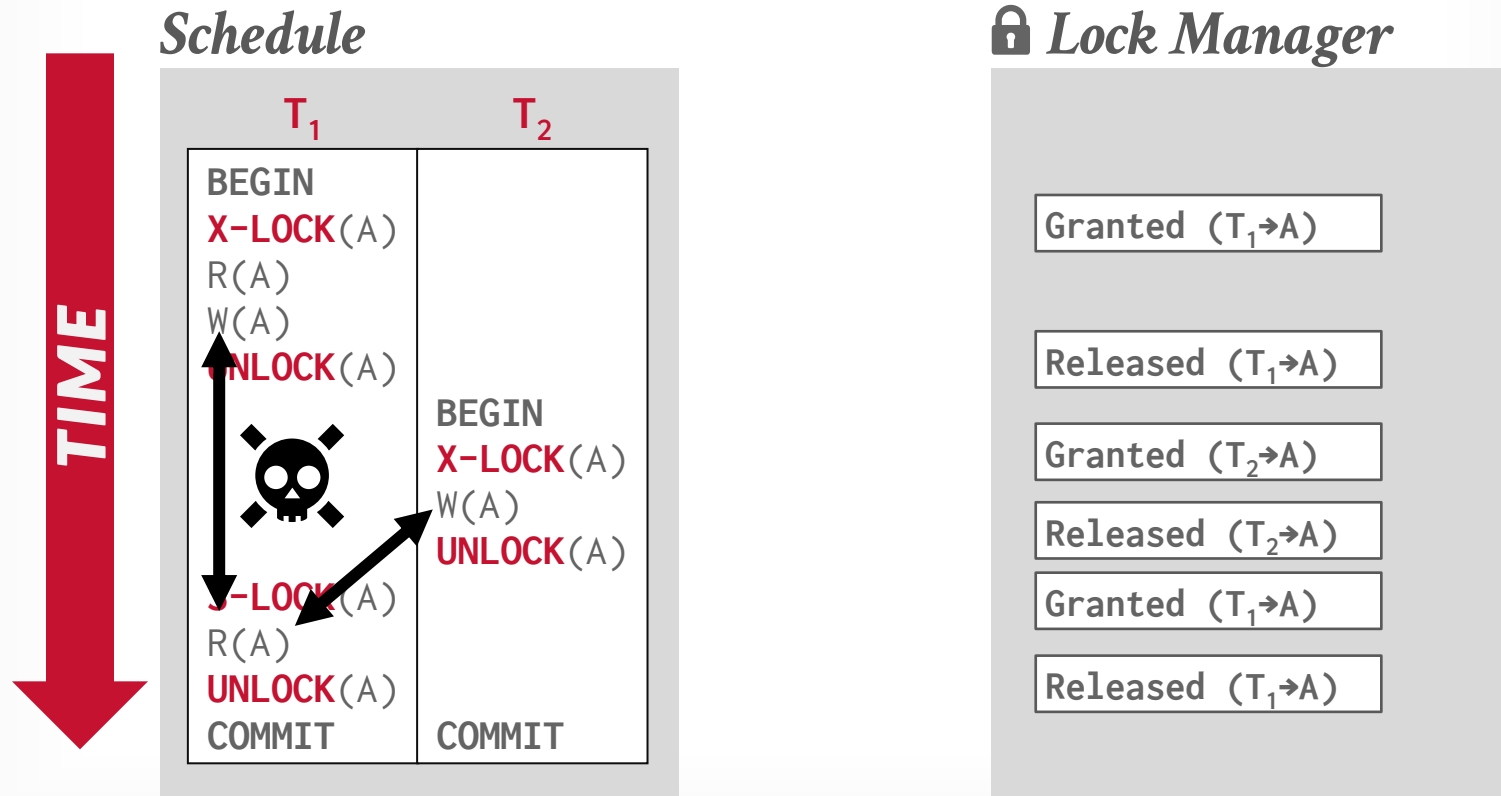 Schedule
Lock Manager
TIME
T₁
T₂
BEGIN
X-LOCK(A)
R(A)
W(A)
UNLOCK(A)
S-LOCK(A)
R(A)
UNLOCK(A)
COMMIT
BEGIN
X-LOCK(A)
W(A)
UNLOCK(A)
COMMIT
Granted (T₁→A)
Released (T₁→A)
Granted (T₂→A)
Released (T₂→A)
Granted (T₁→A)
Released (T₁→A)